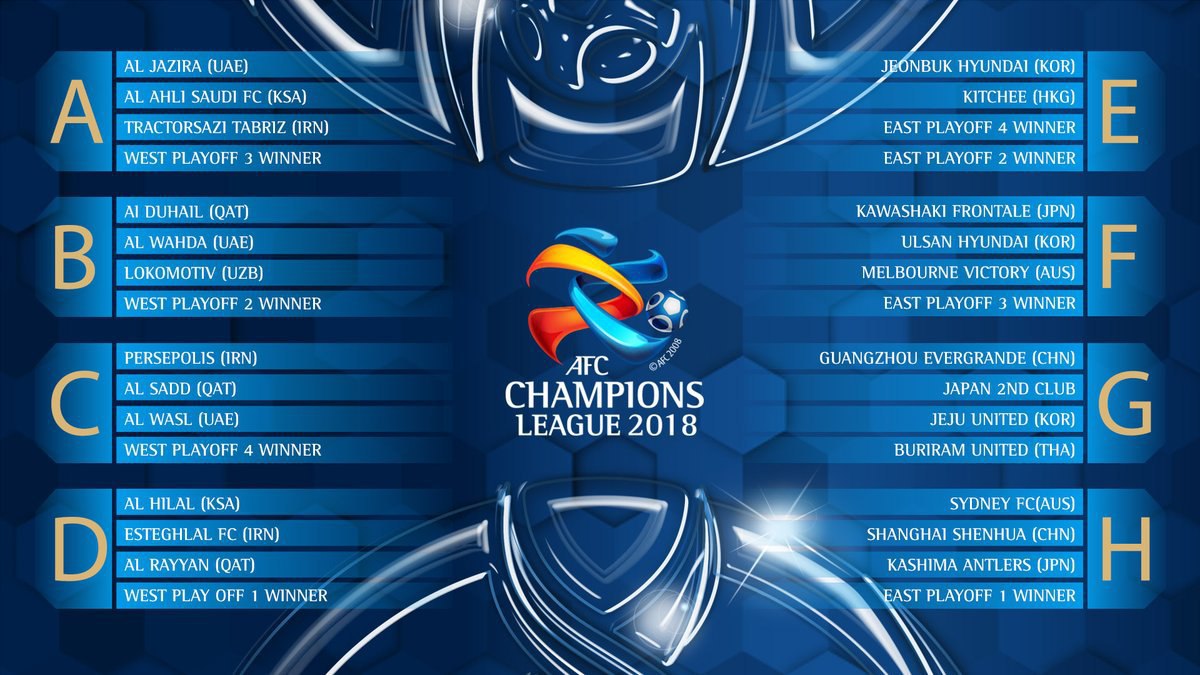 A
AL JAZIRA (UAE)
AL AHLI SAUDI FC (KSA)
TRACTORSAZI TABRIZ (IRN)
WEST PLAYOFF 3 WINNER
B
AI DUHAIL (QAT)
AL WAHDA (UAE)
LOKOMOTIV (UZB)
WEST PLAYOFF 2 WINNER
C
PERSEPOLIS (IRN)
AL SADD (QAT)
AL WASL (UAE)
WEST PLAYOFF 4 WINNER
D
AL HILAL (KSA)
ESTEGHLAL FC (IRN)
AL RAYYAN (QAT)
WEST PLAY OFF 1 WINNER
©AFC 2008
AFC
CHAMPIONS
LEAGUE 2018
JEONBUK HYUNDAI (KOR)
KITCHEE (HKG)
EAST PLAYOFF 4 WINNER
EAST PLAYOFF 2 WINNER
E
KAWASHAKI FRONTALE (JPN)
ULSAN HYUNDAI (KOR)
MELBOURNE VICTORY (AUS)
EAST PLAYOFF 3 WINNER
F
GUANGZHOU EVERGRANDE (CHN)
JAPAN 2ND CLUB
JEJU UNITED (KOR)
BURIRAM UNITED (THA)
G
SYDNEY FC(AUS)
SHANGHAI SHENHUA (CHN)
KASHIMA ANTLERS (JPN)
EAST PLAYOFF 1 WINNER
H